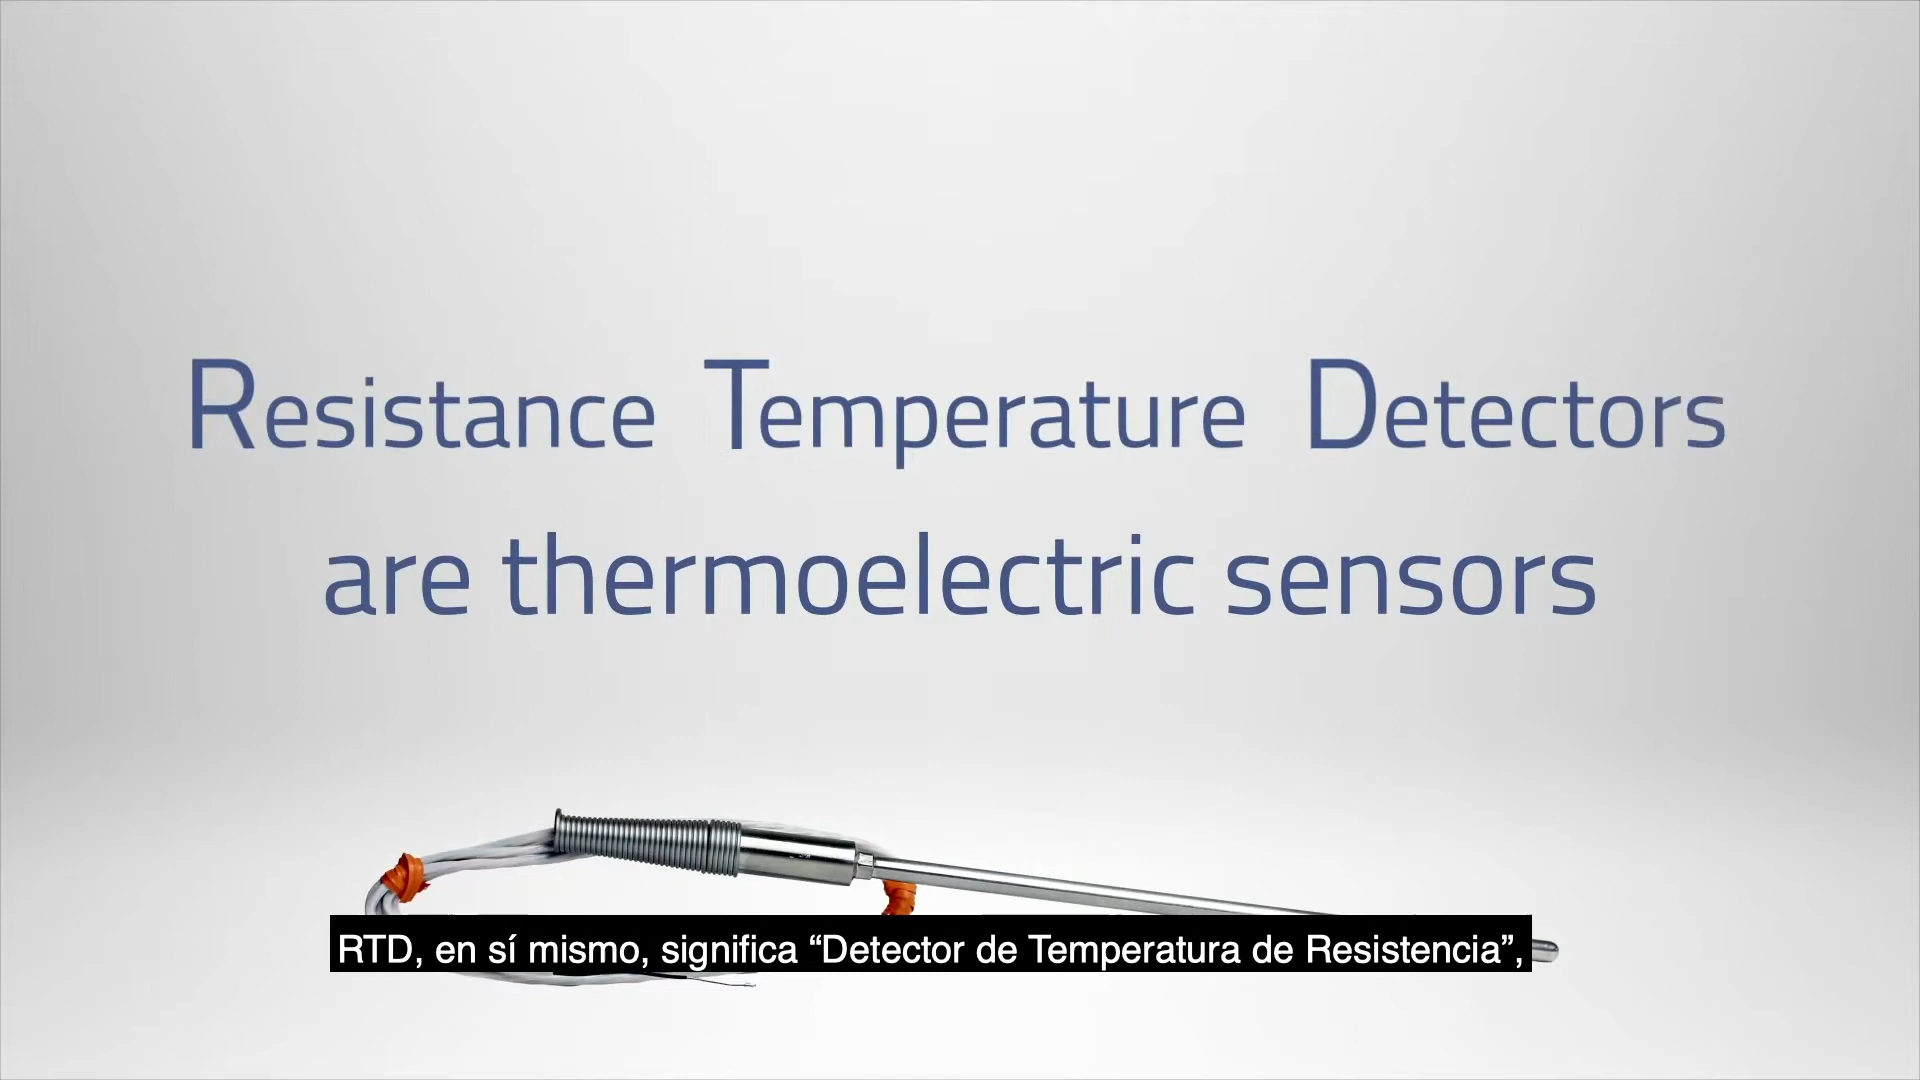 Resistance Temperature Detectors
are thermoelectric sensors
RTD, en sí mismo, significa “Detector de Temperatura de Resistencia”,